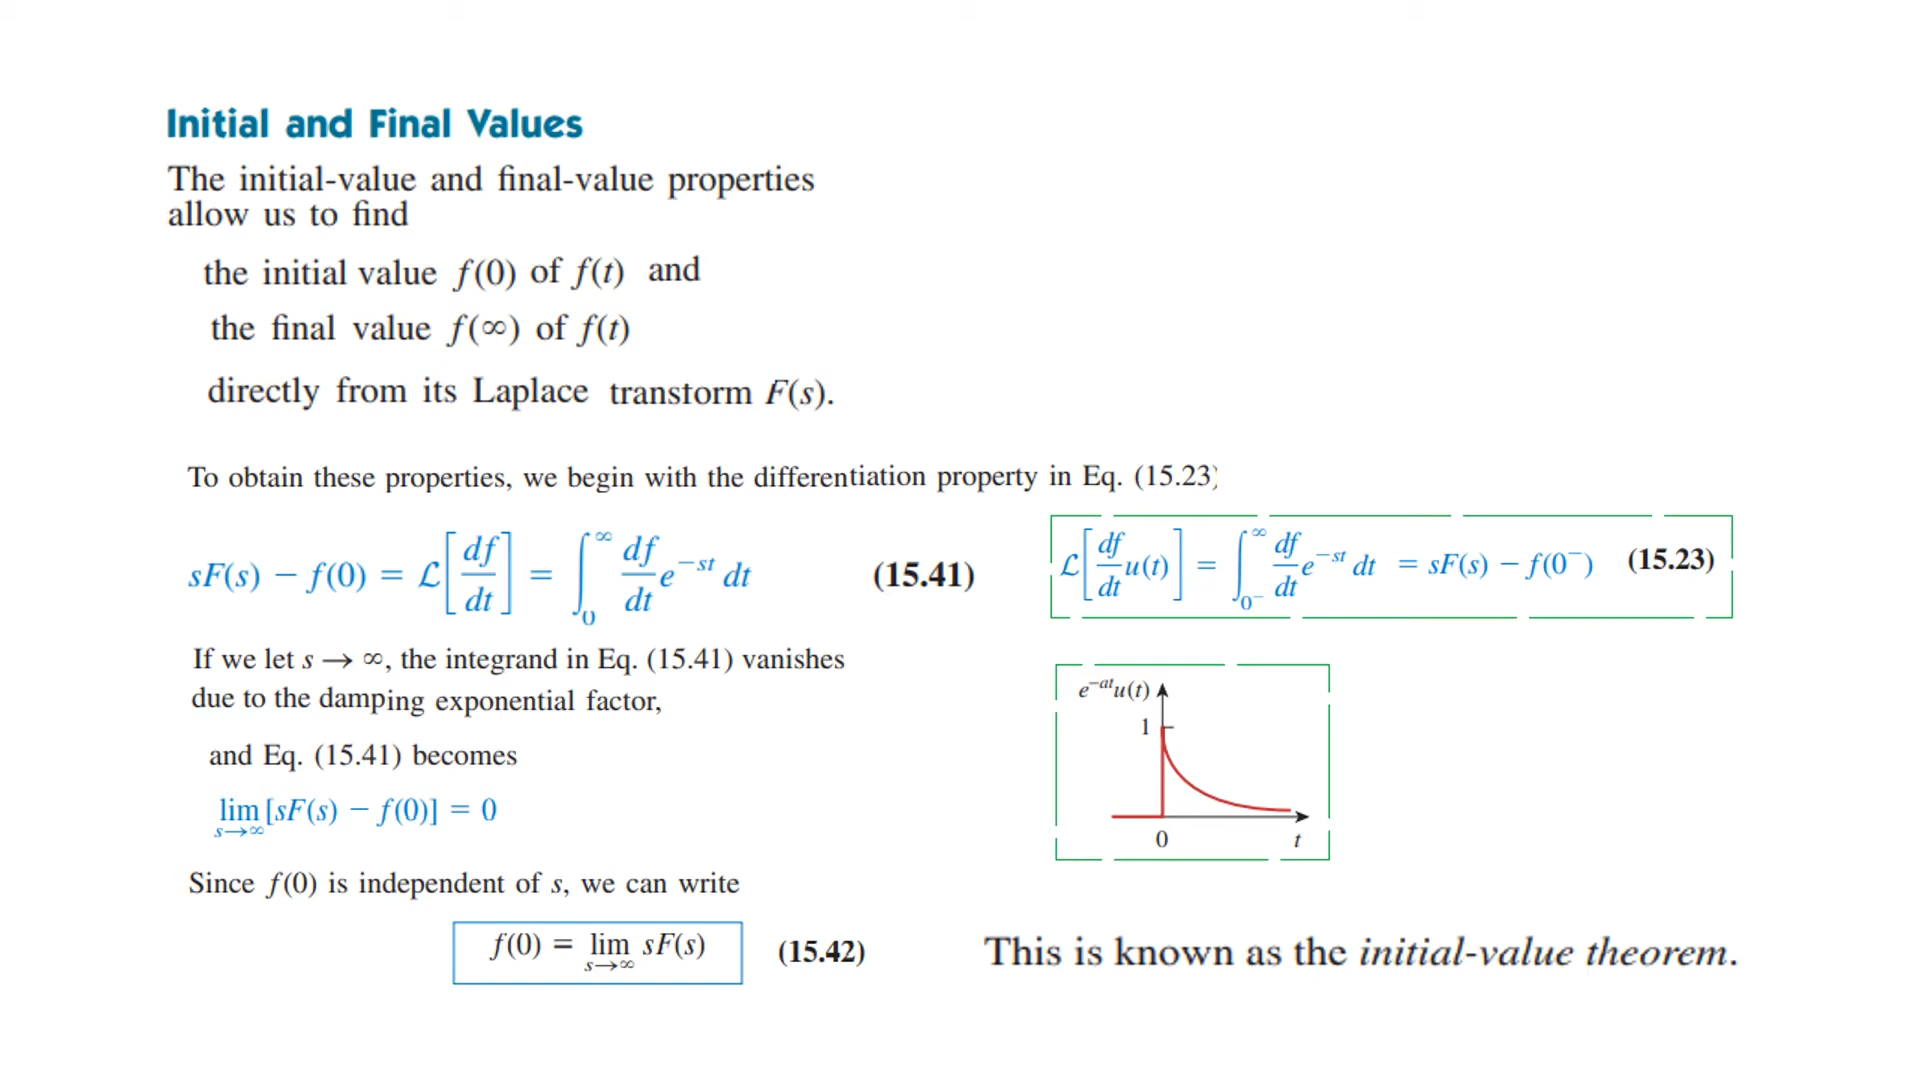 Initial and Final Values
The initial-value and final-value properties
allow us to find
the initial value f(0) of f(t) and
the final value f(∞) of f(t)
directly from its Laplace transform F(s).
To obtain these properties, we begin with the differentiation property in Eq. (15.23)
sF(s) − f(0) = ℒ[df/dt] = ∫₀^∞ df/dt e^−st dt (15.41)
ℒ[df/dt u(t)] = ∫₀−^∞ df/dt e^−st dt = sF(s) − f(0⁻) (15.23)
If we let s → ∞, the integrand in Eq. (15.41) vanishes
due to the damping exponential factor,
and Eq. (15.41) becomes
lim s→∞ [sF(s) − f(0)] = 0
Since f(0) is independent of s, we can write
f(0) = lim s→∞ sF(s) (15.42)
e^−at u(t)
1
0 t
This is known as the initial-value theorem.